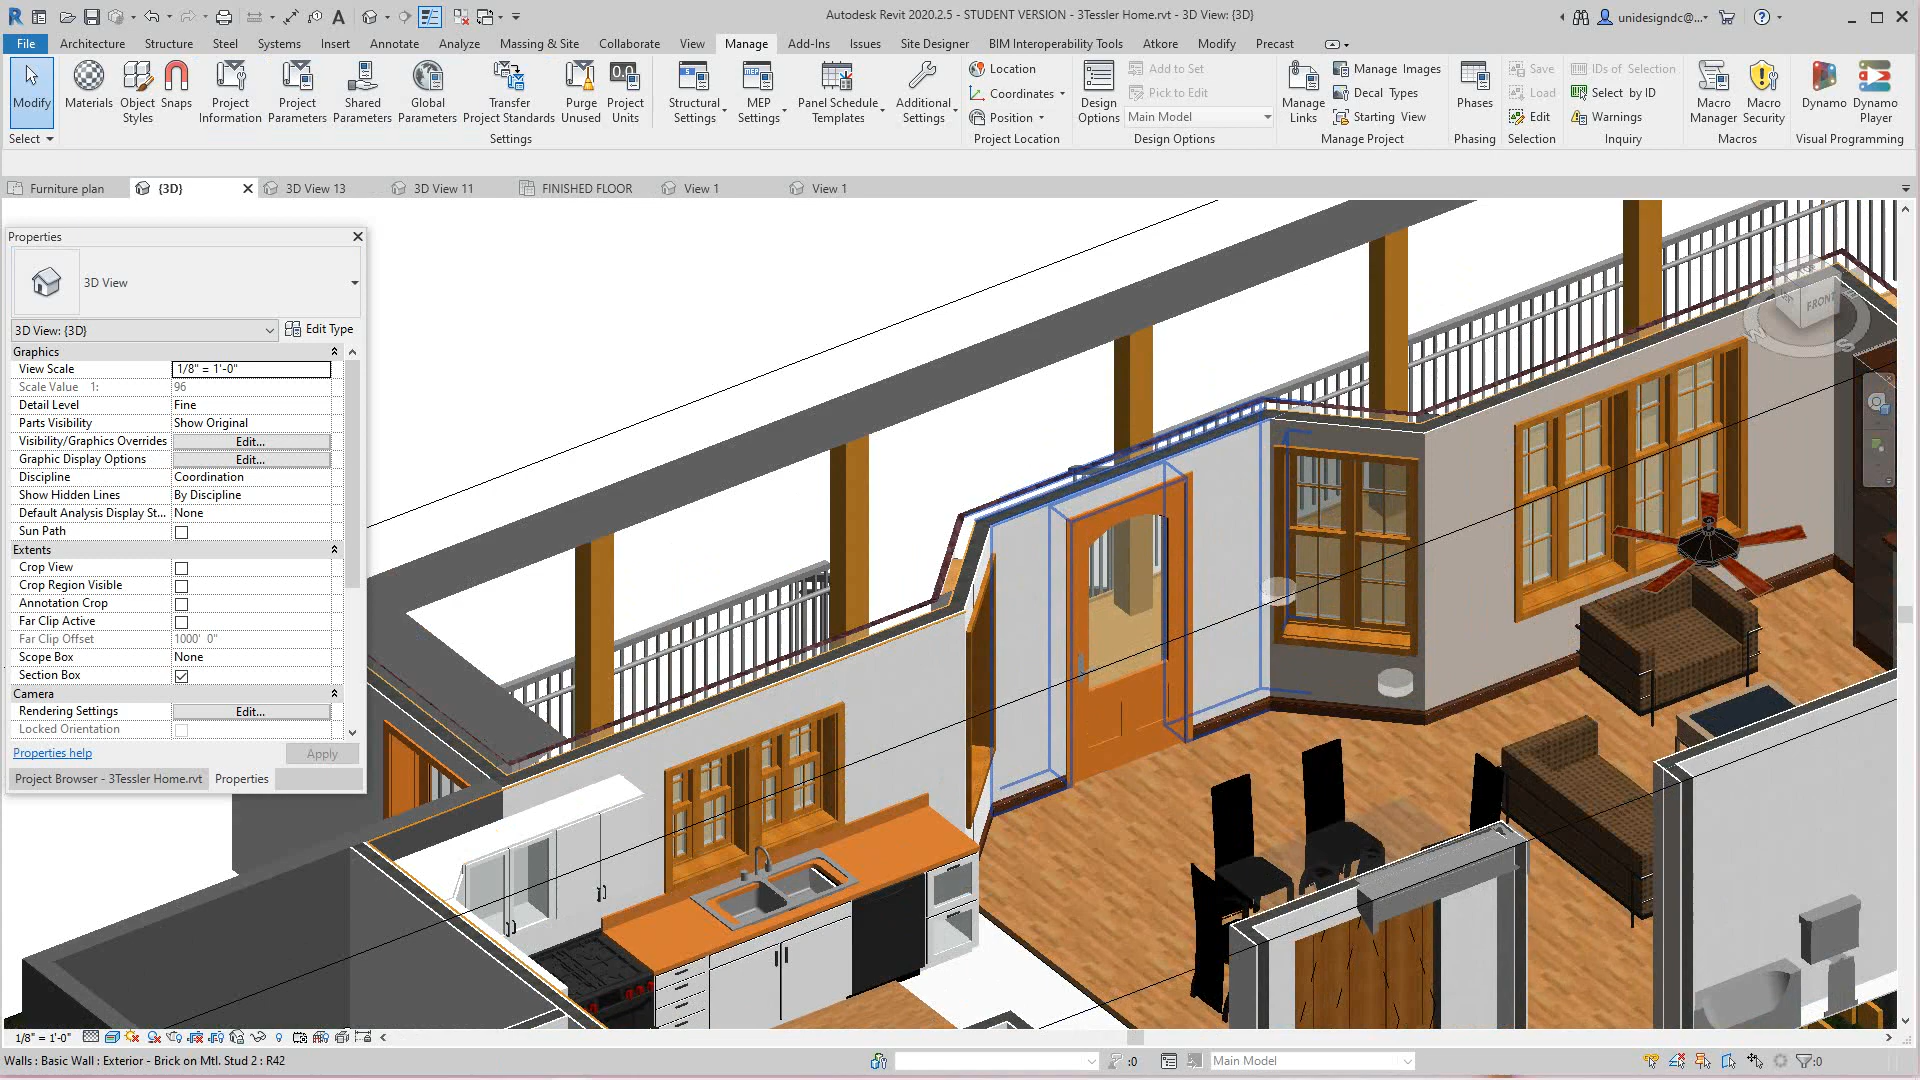 Autodesk Revit 2020.2.5 - STUDENT VERSION - 3Tessler Home.rvt - 3D View: {3D}
unidesigndc@...
File Architecture Structure Steel Systems Insert Annotate Analyze Massing & Site Collaborate View Manage Add-Ins Issues Site Designer BIM Interoperability Tools Atkore Modify Precast
Modify
Materials
Object Styles
Snaps
Project Information
Project Parameters
Shared Parameters
Global Parameters
Transfer Project Standards
Purge Unused
Project Units
Structural Settings
MEP Settings
Panel Schedule Templates
Additional Settings
Location
Coordinates
Position
Design Options
Add to Set
Pick to Edit
Main Model
Manage Links
Manage Images
Decal Types
Starting View
Phases
Save
Load
Edit
IDs of Selection
Select by ID
Warnings
Macro Manager
Macro Security
Dynamo
Dynamo Player
Select
Settings
Project Location
Design Options
Manage Project
Phasing
Selection
Inquiry
Macros
Visual Programming
Furniture plan
{3D}
3D View 13
3D View 11
FINISHED FLOOR
View 1
View 1
Properties
3D View
3D View: {3D}
Edit Type
Graphics
View Scale 1/8" = 1'-0"
Scale Value 1: 96
Detail Level Fine
Parts Visibility Show Original
Visibility/Graphics Overrides Edit...
Graphic Display Options Edit...
Discipline Coordination
Show Hidden Lines By Discipline
Default Analysis Display St... None
Sun Path
Extents
Crop View
Crop Region Visible
Annotation Crop
Far Clip Active
Far Clip Offset 1000' 0"
Scope Box None
Section Box
Camera
Rendering Settings Edit...
Locked Orientation
Properties help
Apply
Project Browser - 3Tessler Home.rvt
Properties
FRONT
W
S
1/8" = 1'-0"
Walls : Basic Wall : Exterior - Brick on Mtl. Stud 2 : R42
:0
Main Model
:0